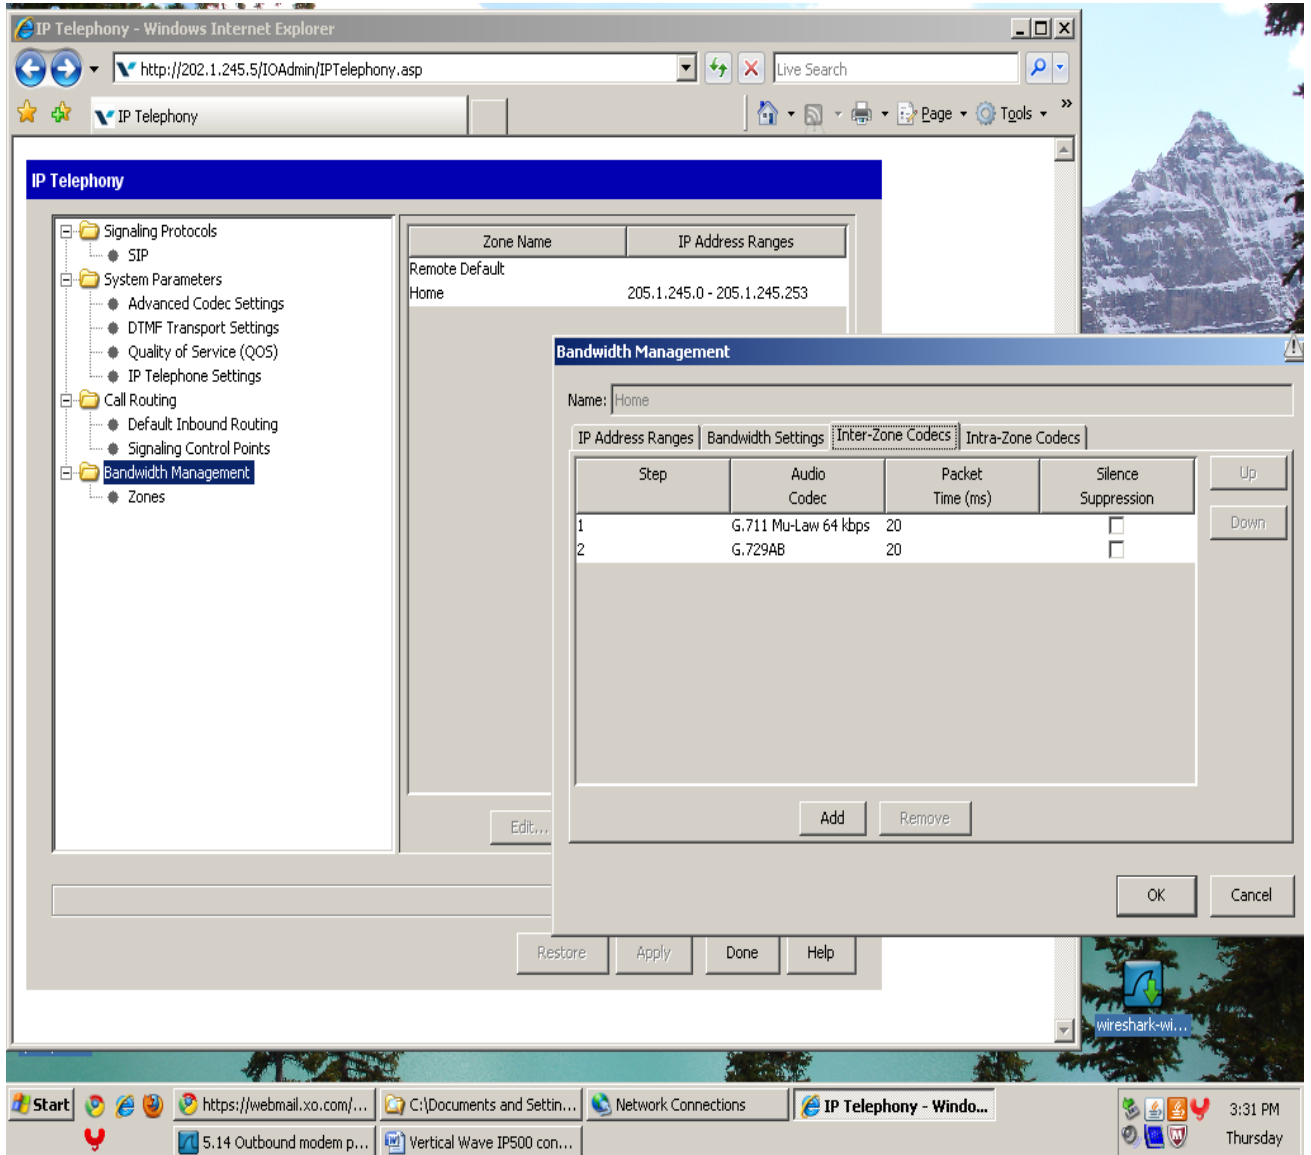 IP Telephony - Windows Internet Explorer
http://202.1.245.5/IOAdmin/IPTelephony.asp
Live Search
IP Telephony
Page
Tools
»
IP Telephony
Signaling Protocols
SIP
System Parameters
Advanced Codec Settings
DTMF Transport Settings
Quality of Service (QOS)
IP Telephone Settings
Call Routing
Default Inbound Routing
Signaling Control Points
Bandwidth Management
Zones
Zone Name IP Address Ranges
Remote Default
Home 205.1.245.0 - 205.1.245.253
Edit...
Bandwidth Management
Name: Home
IP Address Ranges Bandwidth Settings Inter-Zone Codecs Intra-Zone Codecs
Step Audio Codec Packet Time (ms) Silence Suppression
1 G.711 Mu-Law 64 kbps 20
2 G.729AB 20
Up
Down
Add Remove
OK Cancel
Restore Apply Done Help
wireshark-wi...
Start https://webmail.xo.com/... C:\Documents and Settin... Network Connections IP Telephony - Windo... 3:31 PM
5.14 Outbound modem p... Vertical Wave IP500 con... Thursday